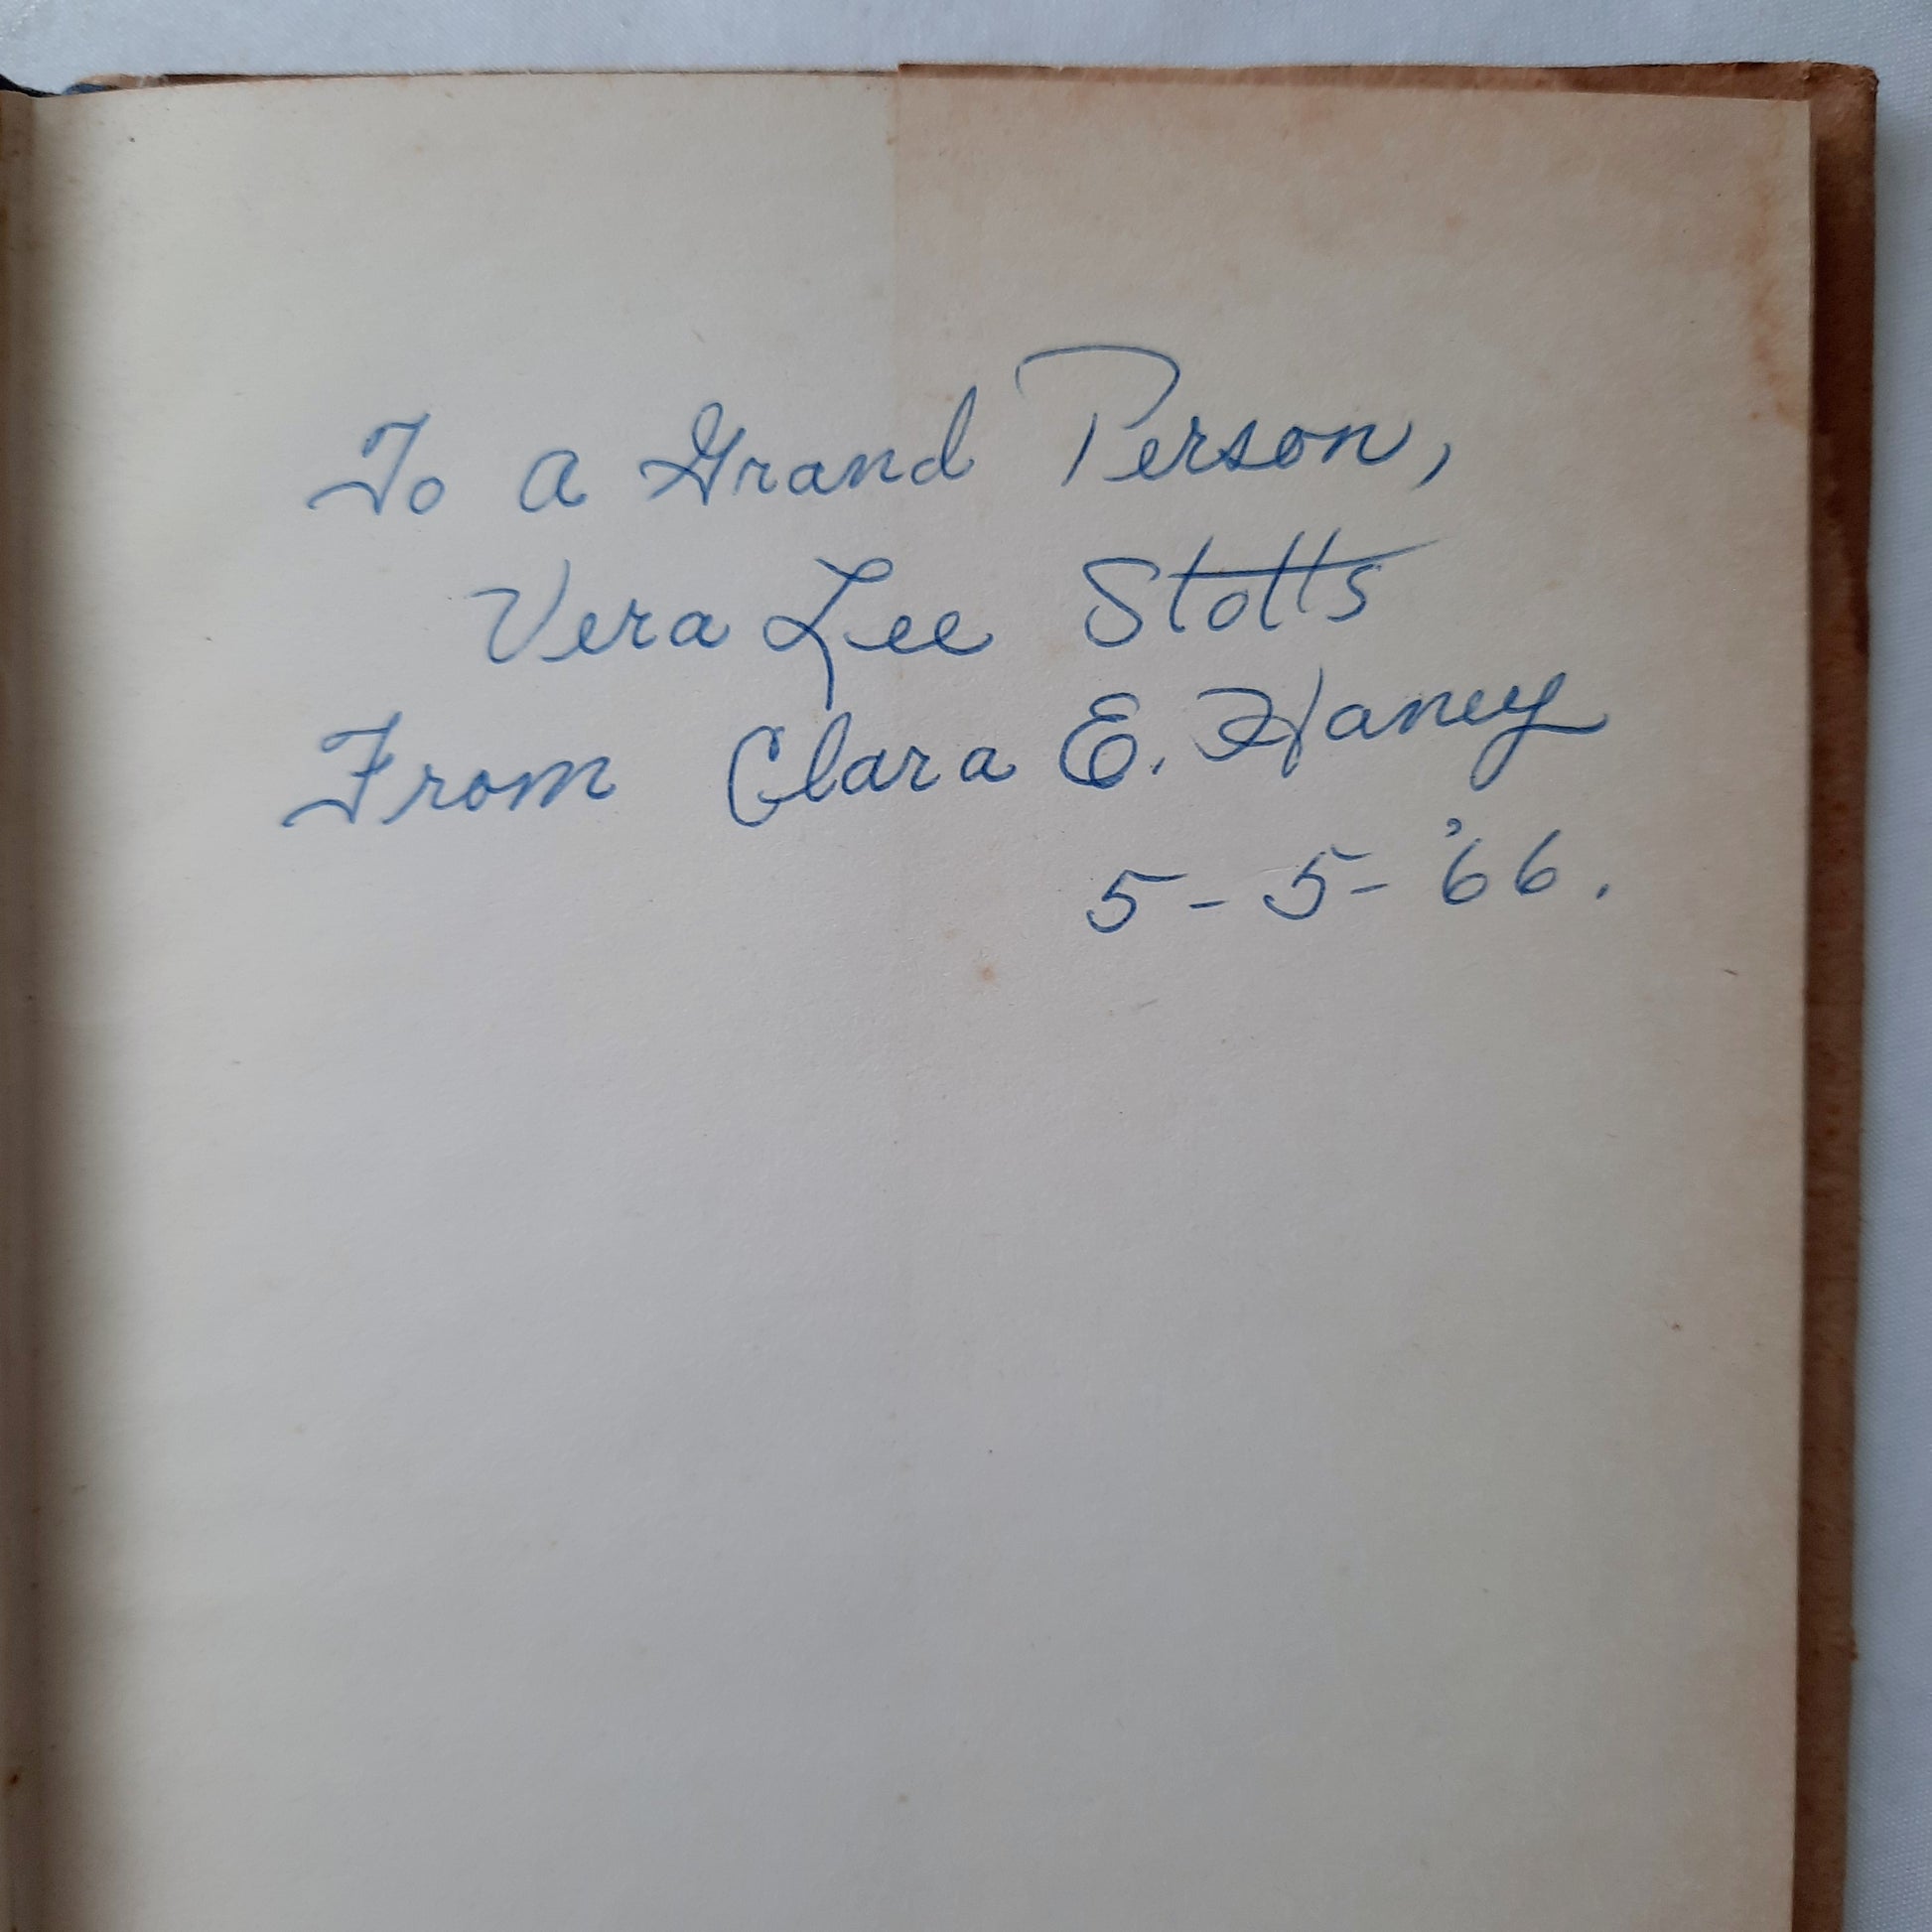 To a Grand Person,
Vera Lee Stotts
From Clara E. Haney
5-5-'66.